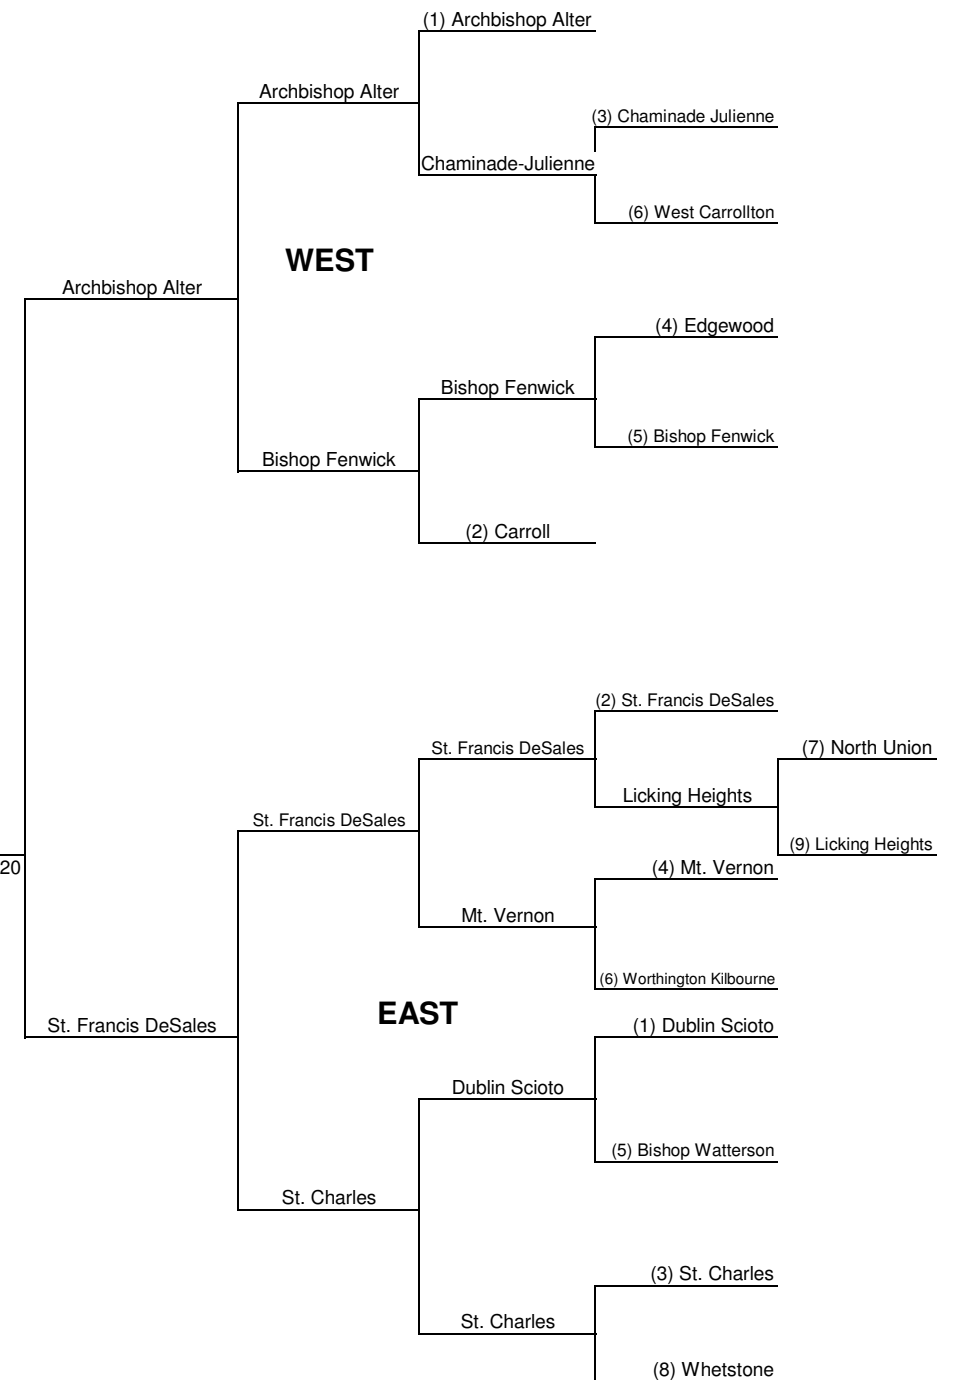 (1) Archbishop Alter
Archbishop Alter
(3) Chaminade Julienne
Chaminade-Julienne
(6) West Carrollton
WEST
Archbishop Alter
(4) Edgewood
Bishop Fenwick
(5) Bishop Fenwick
Bishop Fenwick
(2) Carroll
(2) St. Francis DeSales
St. Francis DeSales
(7) North Union
Licking Heights
St. Francis DeSales
(9) Licking Heights
20
(4) Mt. Vernon
Mt. Vernon
(6) Worthington Kilbourne
EAST
St. Francis DeSales
(1) Dublin Scioto
Dublin Scioto
(5) Bishop Watterson
St. Charles
(3) St. Charles
St. Charles
(8) Whetstone